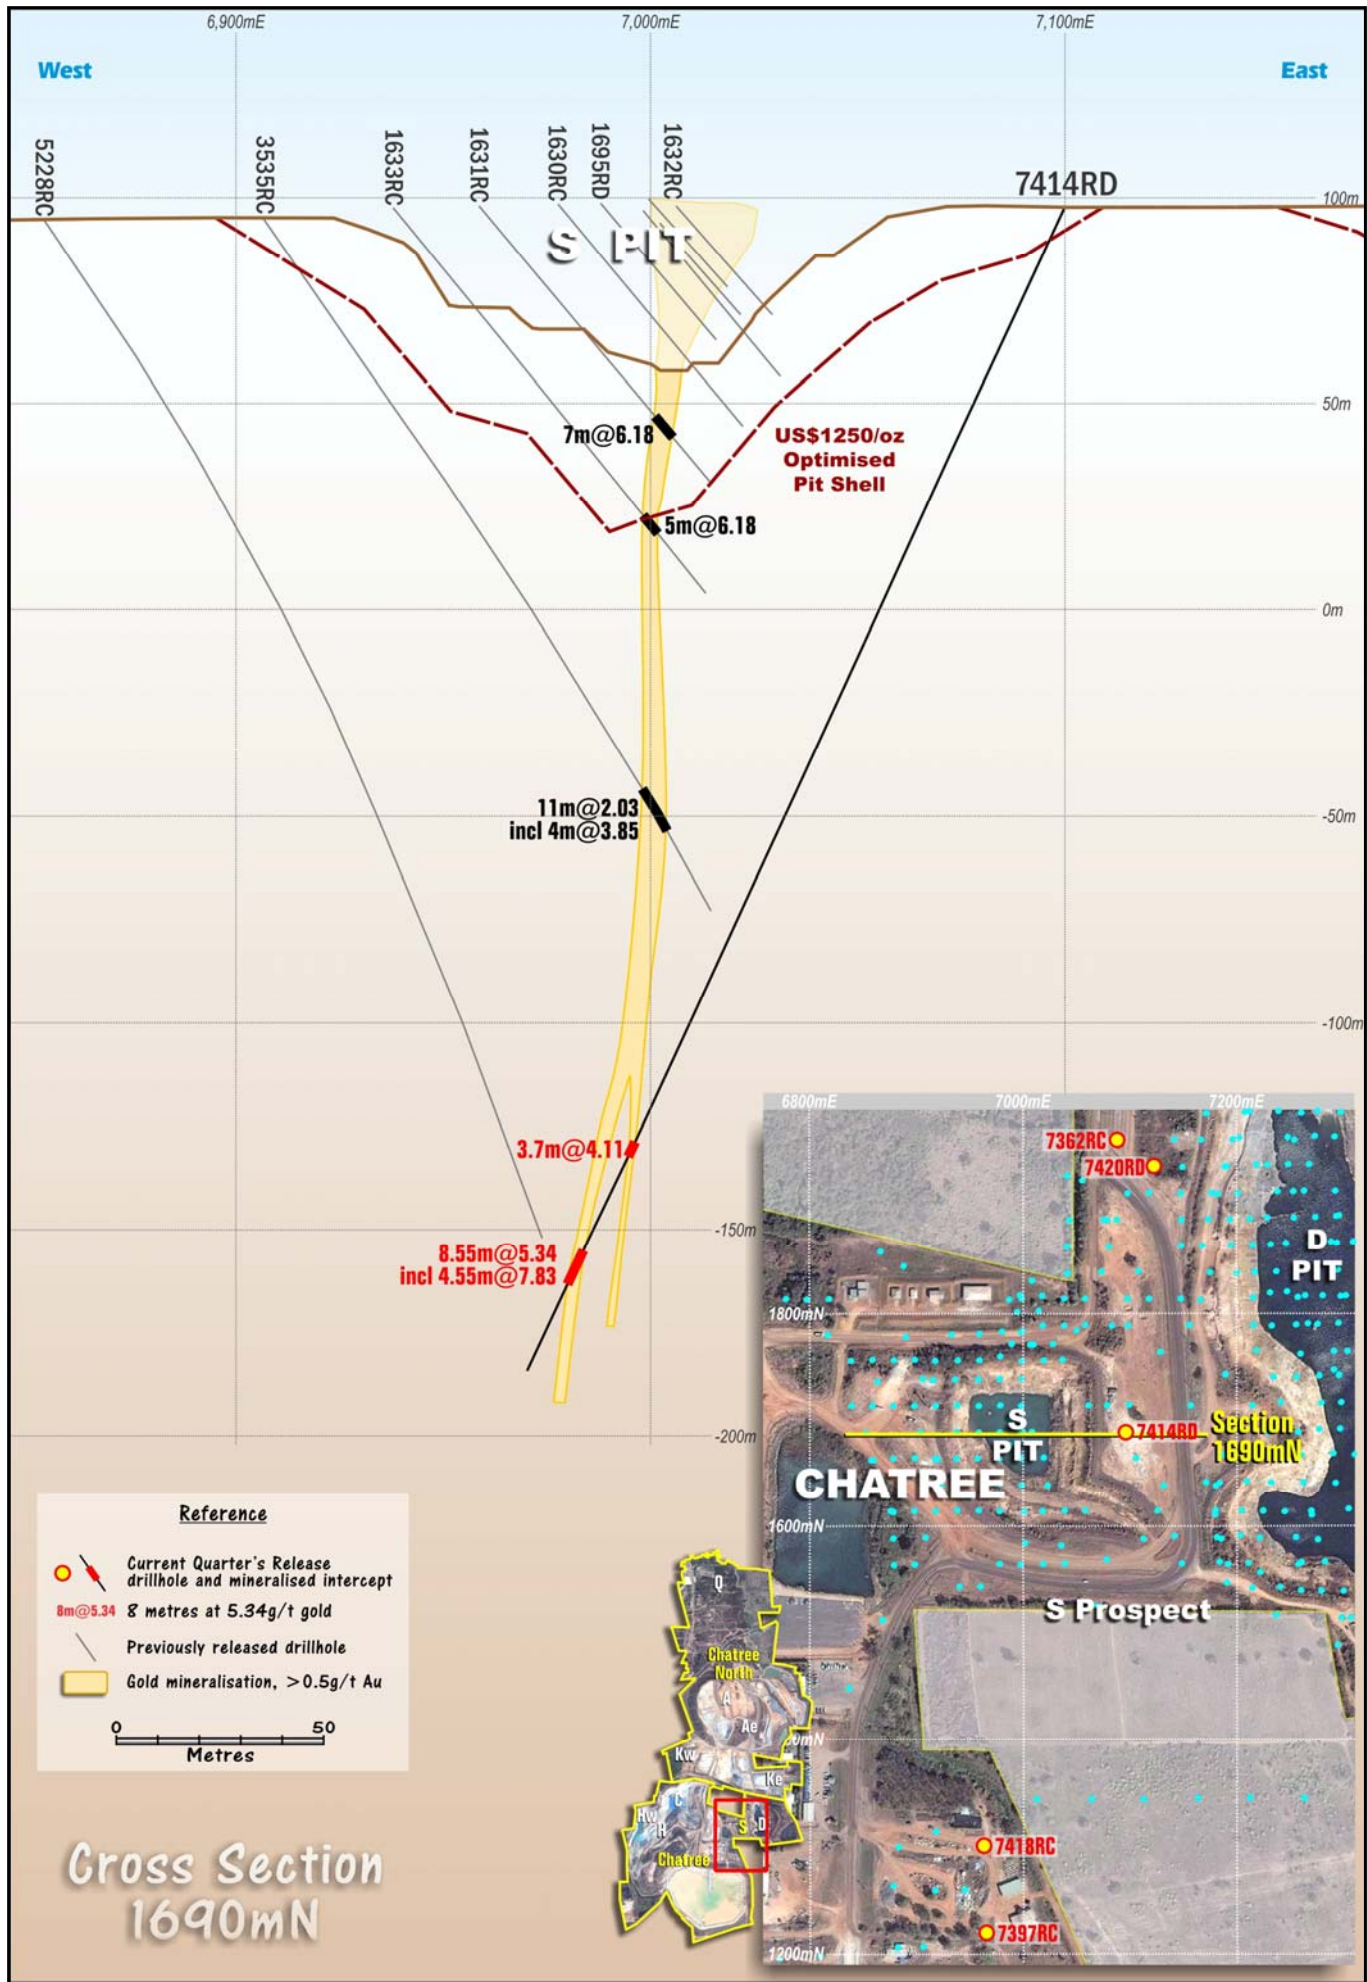 6,900mE
7,000mE
7,100mE
West
East
5228RC
3535RC
1633RC
1631RC
1630RC
1695RD
1632RC
7414RD
100m
S PIT
50m
7m@6.18
US$1250/oz
Optimised
Pit Shell
5m@6.18
0m
11m@2.03
incl 4m@3.85
-50m
-100m
3.7m@4.11
-150m
8.55m@5.34
incl 4.55m@7.83
-200m
6800mE
7000mE
7200mE
7362RC
7420RD
D
PIT
1800mN
S
PIT
7414RD
Section
1690mN
CHATREE
1600mN
S Prospect
7418RC
7397RC
1200mN
Reference
Current Quarter's Release
drillhole and mineralised intercept
8m@5.34 8 metres at 5.34g/t gold
Previously released drillhole
Gold mineralisation, >0.5g/t Au
0 50
Metres
Q
Chatree
North
A
Ae
Kw
Ke
C
Hw
H
S
D
Chatree
Cross Section
1690mN